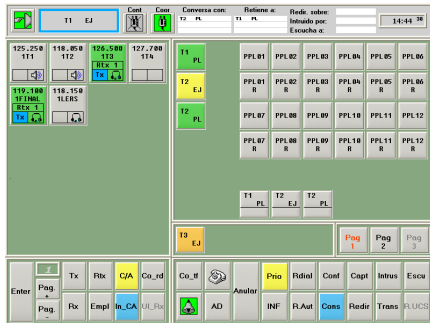 T1 EJ
Cont Coor
Conversa con: Retiene a: Redir. sobre:
T2 PL T1 PL Intruido por:
Escucha a:
14:44 30
125.250 118.050 126.500 127.700
1T1 1T2 1T3 1T4
Rtx 1
Tx
119.100 118.150
1FINAL 1LERS
Rtx 1
Tx
T1 PL
PPL01 PPL02 PPL03 PPL04 PPL05 PPL06
T2 EJ
PPL01 R PPL02 R PPL03 R PPL04 R PPL05 R PPL06 R
T2 PL
PPL07 PPL08 PPL09 PPL10 PPL11 PPL12
PPL07 R PPL08 R PPL09 R PPL10 R PPL11 R PPL12 R
T1 PL T2 EJ T2 PL
T3 EJ
Pag 1 Pag 2 Pag 3
Enter 1 Tx Rtx C/A Co_rd
Pag. +
Pag. - Rx Empl In_CA Ul_Rx
Co_tf Anular Prio Rdial Conf Capt Intrus Escu
AD INF R.Aut Cons Redir Trans R.UCS